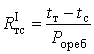 R^I_тс = (t_т − t_с) / P_ореб